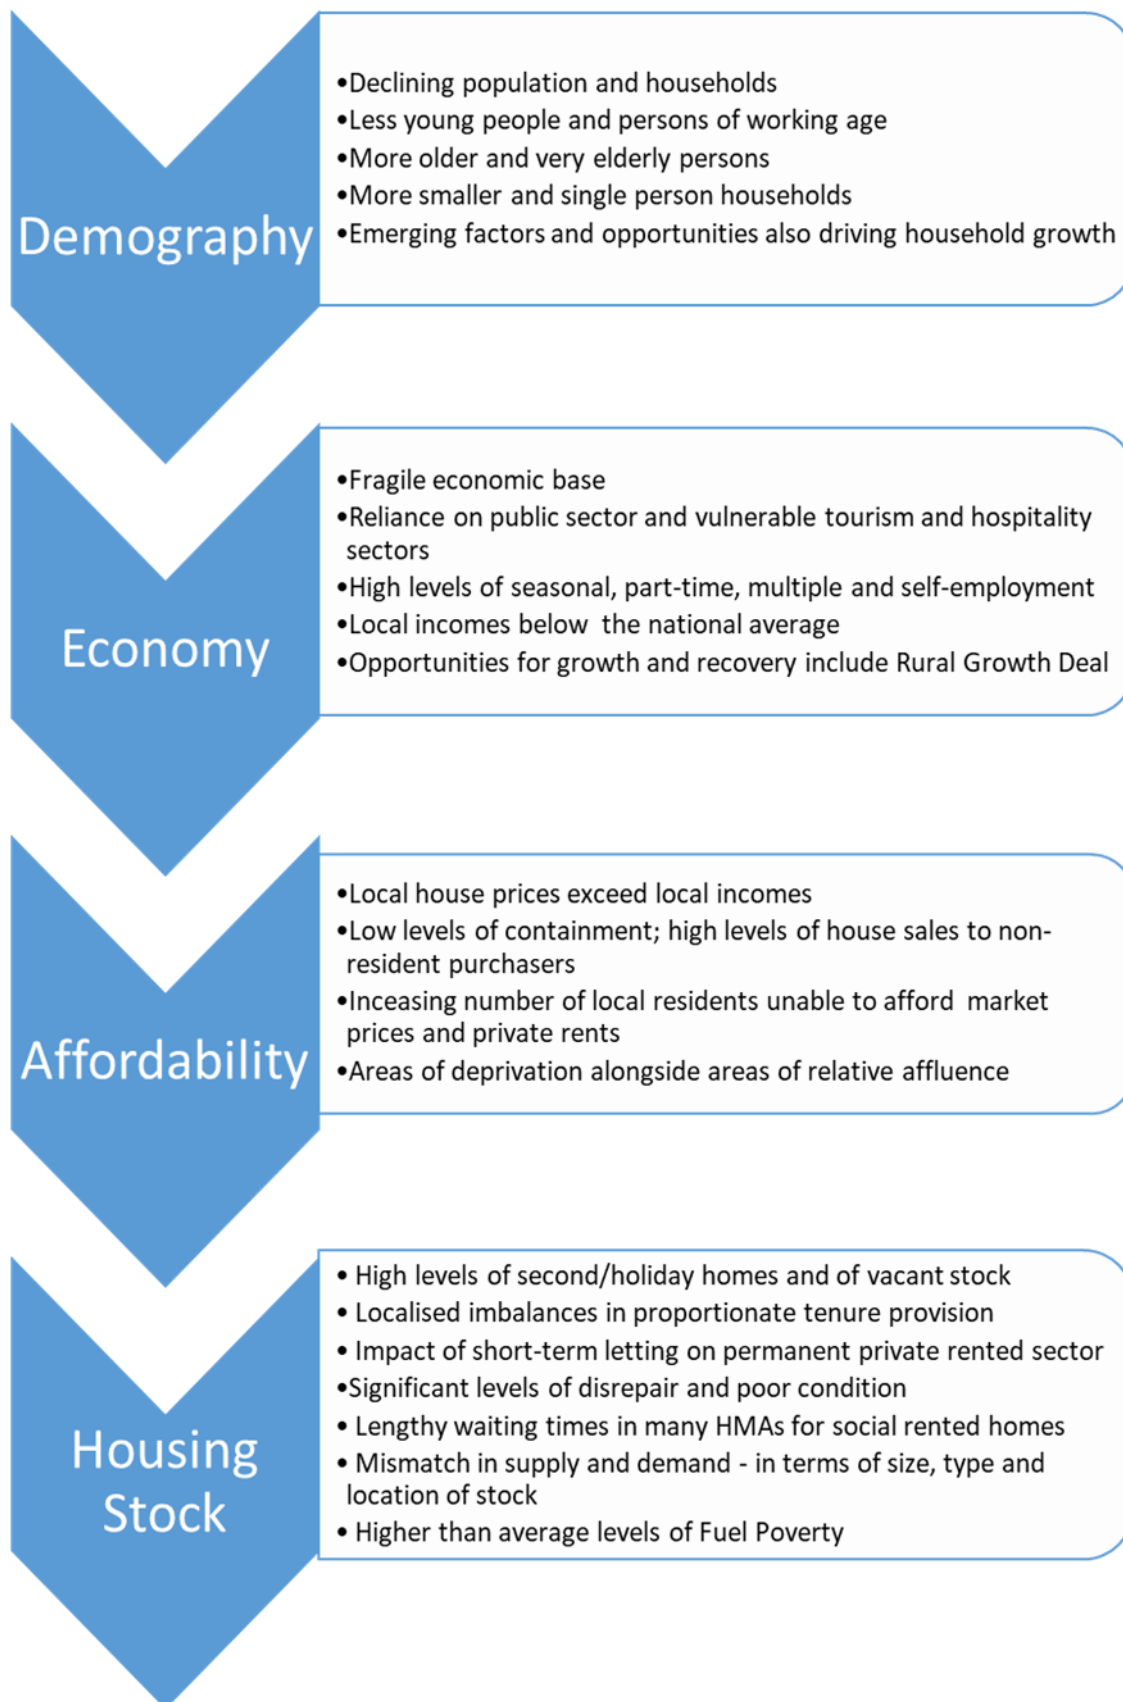 Demography
•Declining population and households
•Less young people and persons of working age
•More older and very elderly persons
•More smaller and single person households
•Emerging factors and opportunities also driving household growth
Economy
•Fragile economic base
•Reliance on public sector and vulnerable tourism and hospitality
sectors
•High levels of seasonal, part-time, multiple and self-employment
•Local incomes below  the national average
•Opportunities for growth and recovery include Rural Growth Deal
Affordability
•Local house prices exceed local incomes
•Low levels of containment; high levels of house sales to non-
resident purchasers
•Inceasing number of local residents unable to afford  market
prices and private rents
•Areas of deprivation alongside areas of relative affluence
Housing
Stock
• High levels of second/holiday homes and of vacant stock
• Localised imbalances in proportionate tenure provision
• Impact of short-term letting on permanent private rented sector
•Significant levels of disrepair and poor condition
• Lengthy waiting times in many HMAs for social rented homes
• Mismatch in supply and demand - in terms of size, type and
location of stock
• Higher than average levels of Fuel Poverty